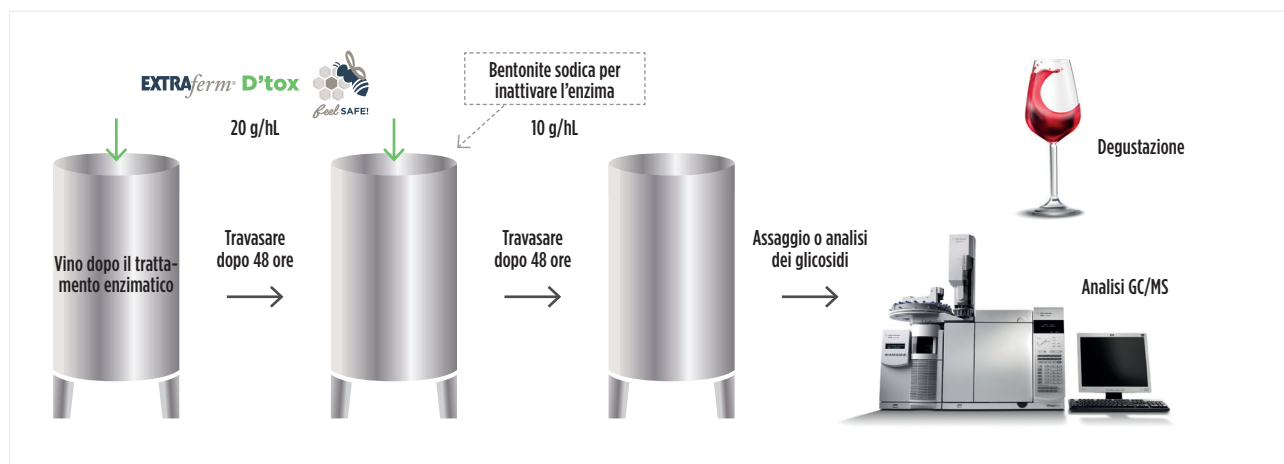 EXTRAferm® D'tox
feel SAFE!
20 g/hL
Bentonite sodica per
inattivare l'enzima
10 g/hL
Degustazione
Vino dopo il tratta-
mento enzimatico
Travasare
dopo 48 ore
Travasare
dopo 48 ore
Assaggio o analisi
dei glicosidi
Analisi GC/MS